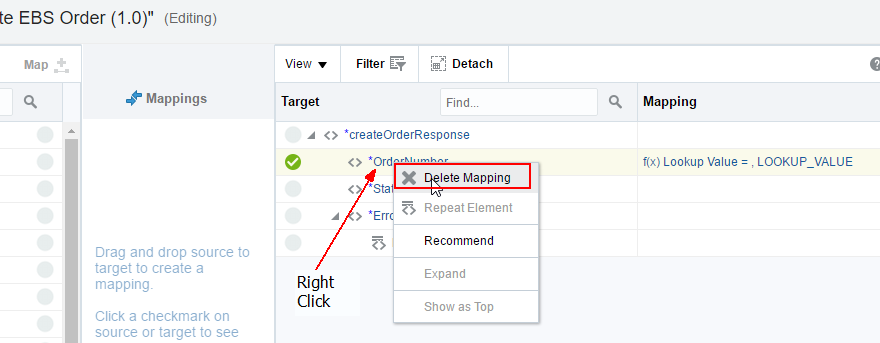 te EBS Order (1.0)" (Editing)
Map
View
Filter
Detach
Mappings
Target
Find...
Mapping
*createOrderResponse
*OrderNumber
f(x) Lookup Value = , LOOKUP_VALUE
Delete Mapping
*Stat
Repeat Element
*Erro
Recommend
Drag and drop source to
target to create a
mapping.
Expand
Right
Click
Show as Top
Click a checkmark on
source or target to see